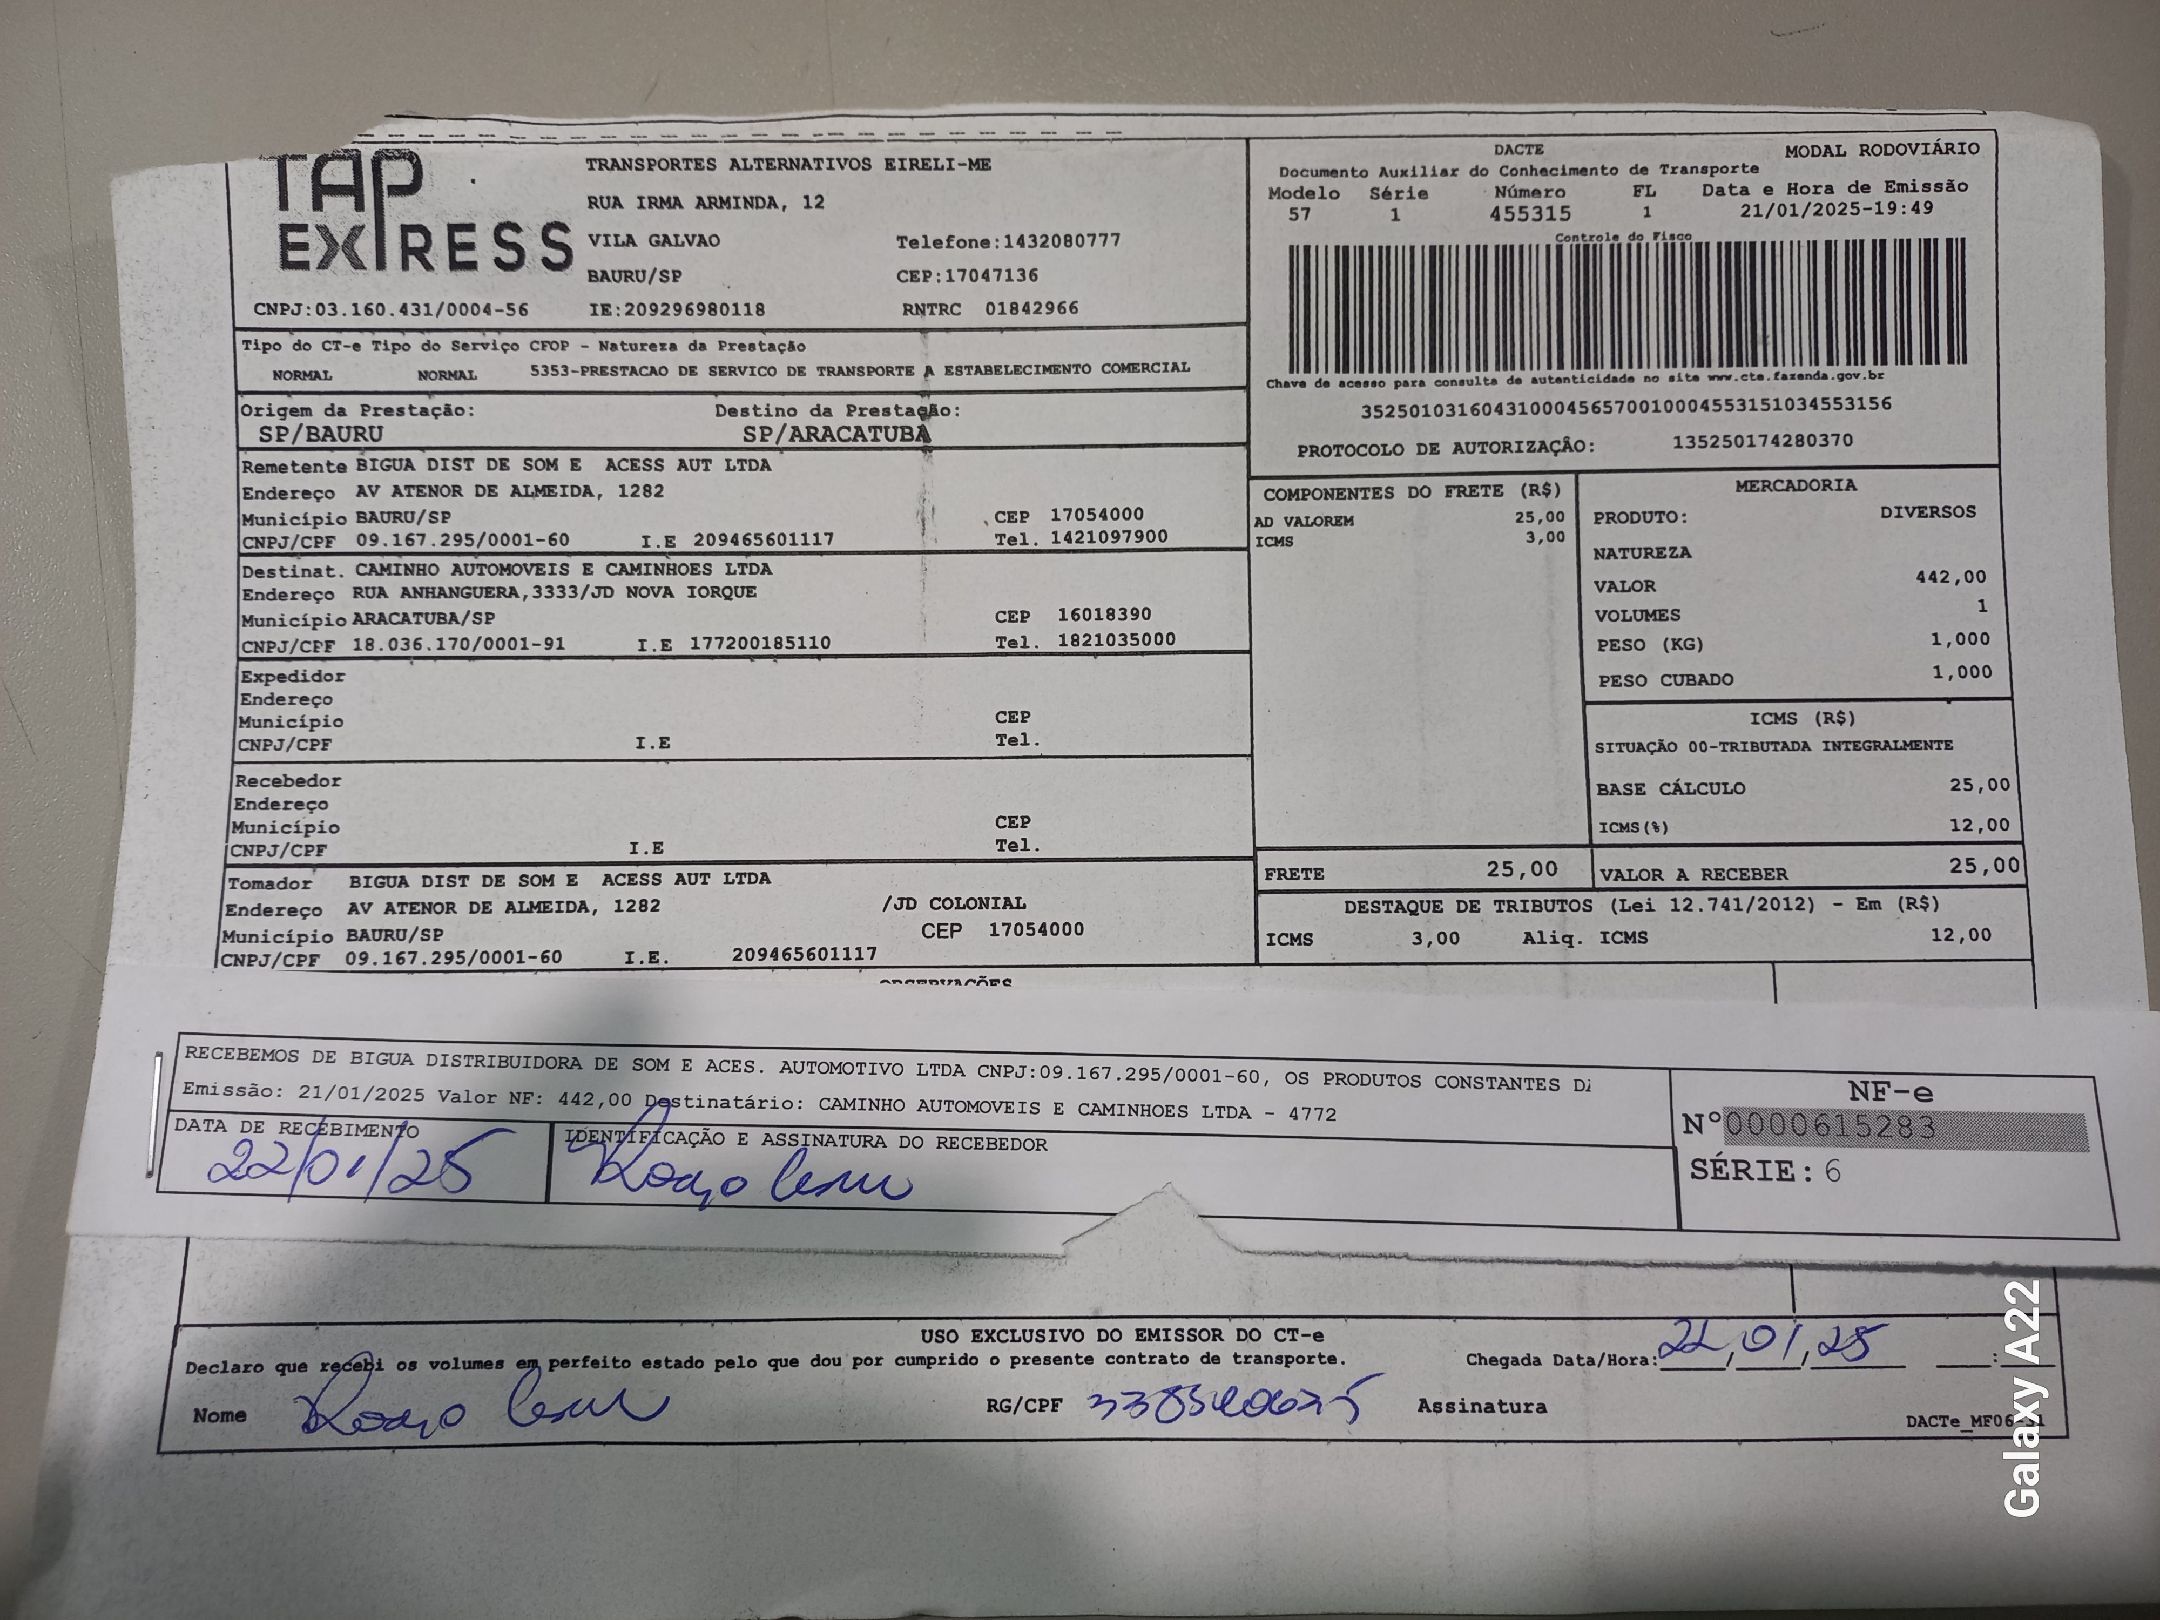 TAP EXPRESS
TRANSPORTES ALTERNATIVOS EIRELI-ME
RUA IRMA ARMINDA, 12
VILA GALVAO Telefone:1432080777
BAURU/SP CEP:17047136
CNPJ:03.160.431/0004-56 IE:209296980118 RNTRC 01842966
DACTE MODAL RODOVIÁRIO
Documento Auxiliar do Conhecimento de Transporte
Modelo Série Número FL Data e Hora de Emissão
57 1 455315 1 21/01/2025-19:49
Controle do Fisco
Chave de acesso para consulta de autenticidade no site www.cte.fazenda.gov.br
35250103160431000456570010004553151034553156
PROTOCOLO DE AUTORIZAÇÃO: 135250174280370
Tipo do CT-e Tipo do Serviço CFOP - Natureza da Prestação
NORMAL NORMAL 5353-PRESTACAO DE SERVICO DE TRANSPORTE A ESTABELECIMENTO COMERCIAL
Origem da Prestação: Destino da Prestação:
SP/BAURU SP/ARACATUBA
Remetente BIGUA DIST DE SOM E ACESS AUT LTDA
Endereço AV ATENOR DE ALMEIDA, 1282
Município BAURU/SP CEP 17054000
CNPJ/CPF 09.167.295/0001-60 I.E 209465601117 Tel. 1421097900
Destinat. CAMINHO AUTOMOVEIS E CAMINHOES LTDA
Endereço RUA ANHANGUERA,3333/JD NOVA IORQUE
Município ARACATUBA/SP CEP 16018390
CNPJ/CPF 18.036.170/0001-91 I.E 177200185110 Tel. 1821035000
Expedidor
Endereço
Município CEP
CNPJ/CPF I.E Tel.
Recebedor
Endereço
Município CEP
CNPJ/CPF I.E Tel.
Tomador BIGUA DIST DE SOM E ACESS AUT LTDA
Endereço AV ATENOR DE ALMEIDA, 1282 /JD COLONIAL
Município BAURU/SP CEP 17054000
CNPJ/CPF 09.167.295/0001-60 I.E. 209465601117
COMPONENTES DO FRETE (R$)
AD VALOREM 25,00
ICMS 3,00
MERCADORIA
PRODUTO: DIVERSOS
NATUREZA
VALOR 442,00
VOLUMES 1
PESO (KG) 1,000
PESO CUBADO 1,000
ICMS (R$)
SITUAÇÃO 00-TRIBUTADA INTEGRALMENTE
BASE CÁLCULO 25,00
ICMS(%) 12,00
FRETE 25,00 VALOR A RECEBER 25,00
DESTAQUE DE TRIBUTOS (Lei 12.741/2012) - Em (R$)
ICMS 3,00 Aliq. ICMS 12,00
OBSERVAÇÕES
RECEBEMOS DE BIGUA DISTRIBUIDORA DE SOM E ACES. AUTOMOTIVO LTDA CNPJ:09.167.295/0001-60, OS PRODUTOS CONSTANTES DA
Emissão: 21/01/2025 Valor NF: 442,00 Destinatário: CAMINHO AUTOMOVEIS E CAMINHOES LTDA - 4772
DATA DE RECEBIMENTO IDENTIFICAÇÃO E ASSINATURA DO RECEBEDOR
22/01/25
NF-e
Nº0000615283
SÉRIE: 6
USO EXCLUSIVO DO EMISSOR DO CT-e
Declaro que recebi os volumes em perfeito estado pelo que dou por cumprido o presente contrato de transporte. Chegada Data/Hora: 22/01/25 :
Nome RG/CPF Assinatura
Galaxy A22